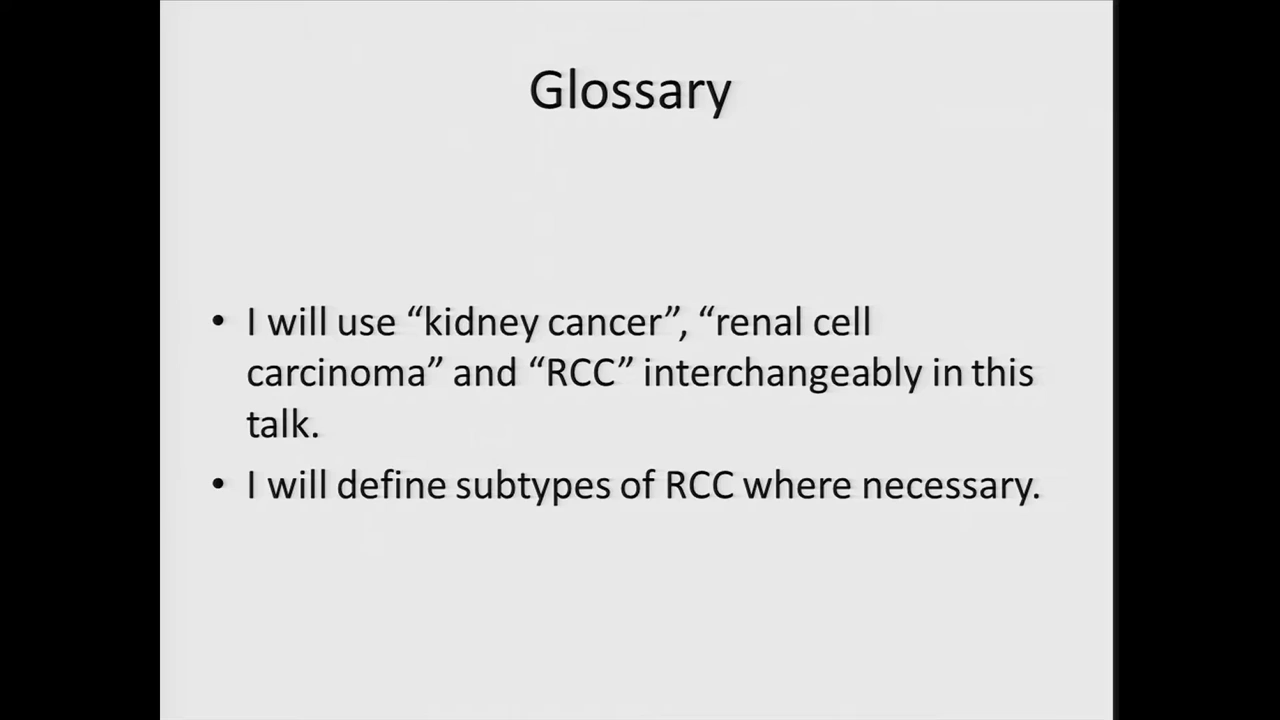 Glossary
• I will use “kidney cancer”, “renal cell
carcinoma” and “RCC” interchangeably in this
talk.
• I will define subtypes of RCC where necessary.